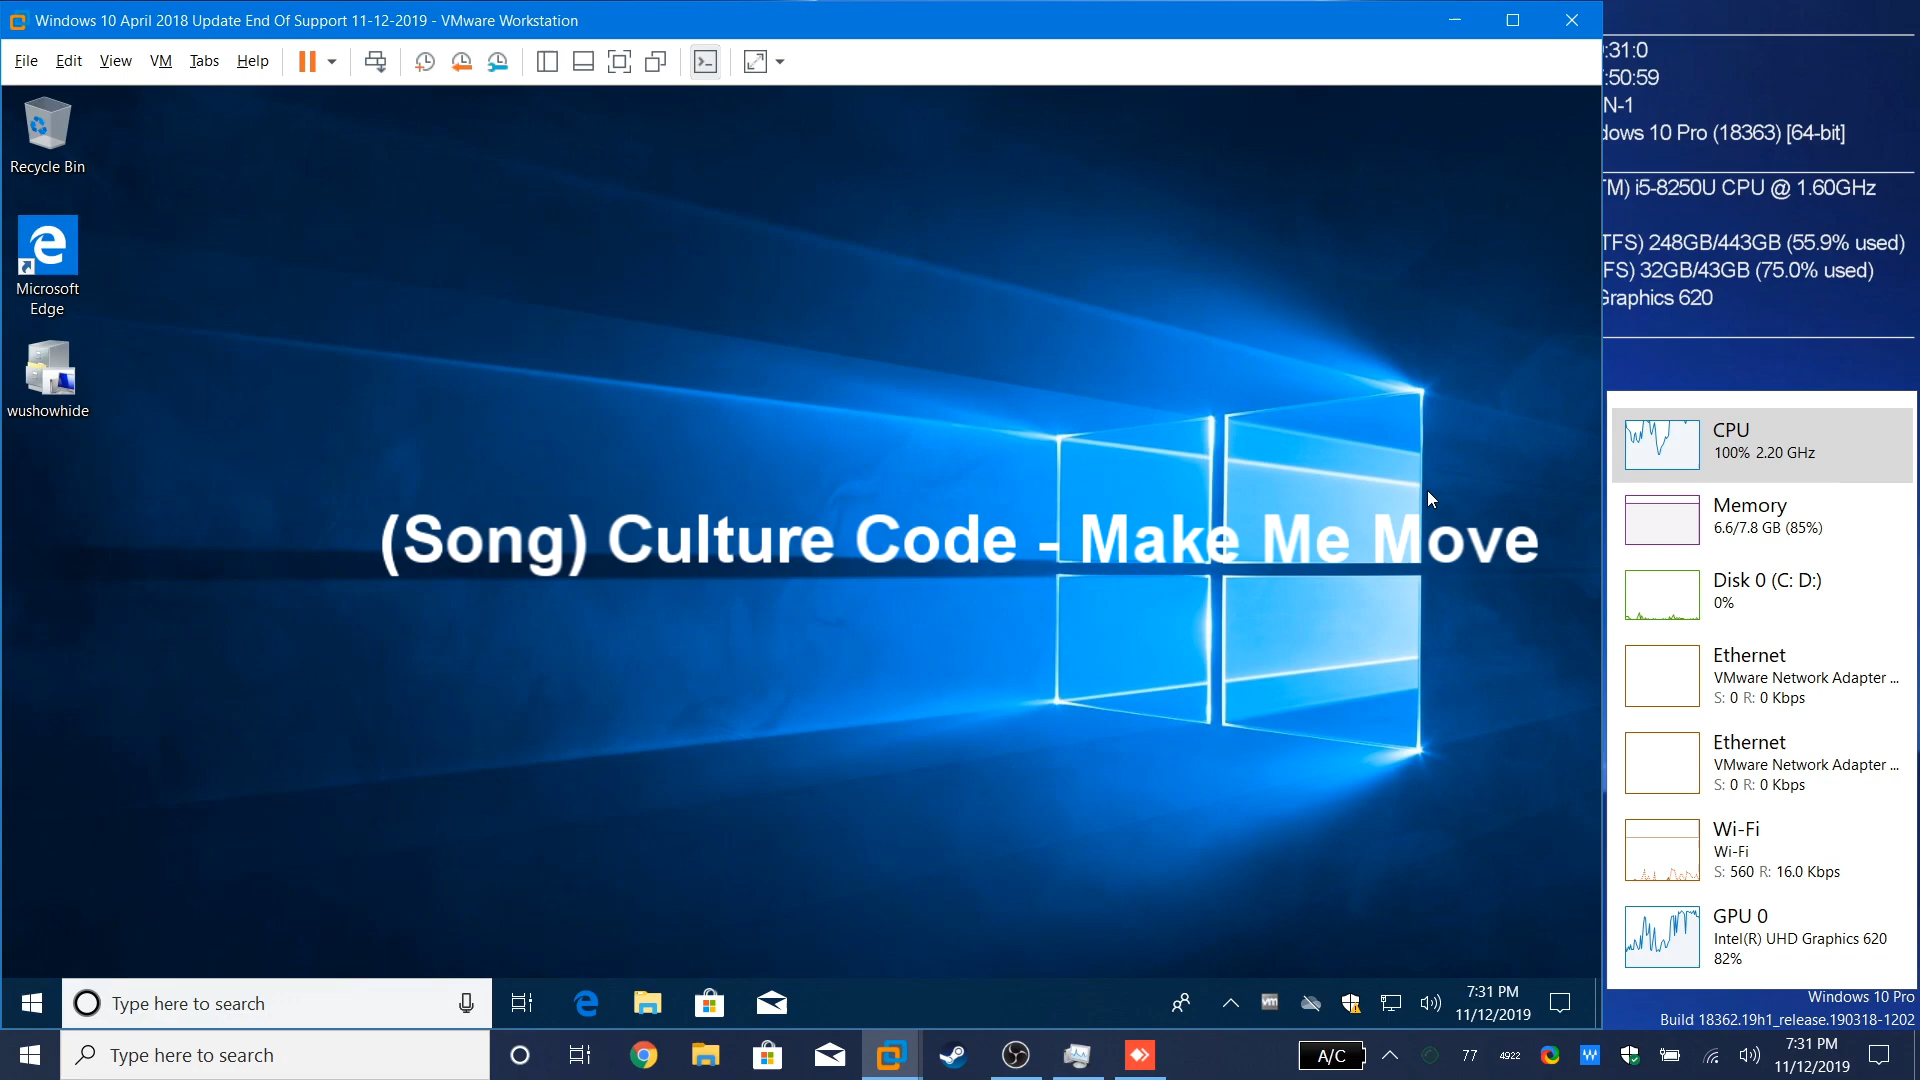 Windows 10 April 2018 Update End Of Support 11-12-2019 - VMware Workstation
File Edit View VM Tabs Help
Recycle Bin
Microsoft
Edge
wushowhide
(Song) Culture Code - Make Me Move
:31:0
:50:59
N-1
dows 10 Pro (18363) [64-bit]
TM) i5-8250U CPU @ 1.60GHz
TFS) 248GB/443GB (55.9% used)
FS) 32GB/43GB (75.0% used)
Graphics 620
CPU
100% 2.20 GHz
Memory
6.6/7.8 GB (85%)
Disk 0 (C: D:)
0%
Ethernet
VMware Network Adapter ...
S: 0 R: 0 Kbps
Ethernet
VMware Network Adapter ...
S: 0 R: 0 Kbps
Wi-Fi
Wi-Fi
S: 560 R: 16.0 Kbps
GPU 0
Intel(R) UHD Graphics 620
82%
Windows 10 Pro
Build 18362.19h1_release.190318-1202
Type here to search
vm
7:31 PM
11/12/2019
Type here to search
A/C
77
4922
7:31 PM
11/12/2019